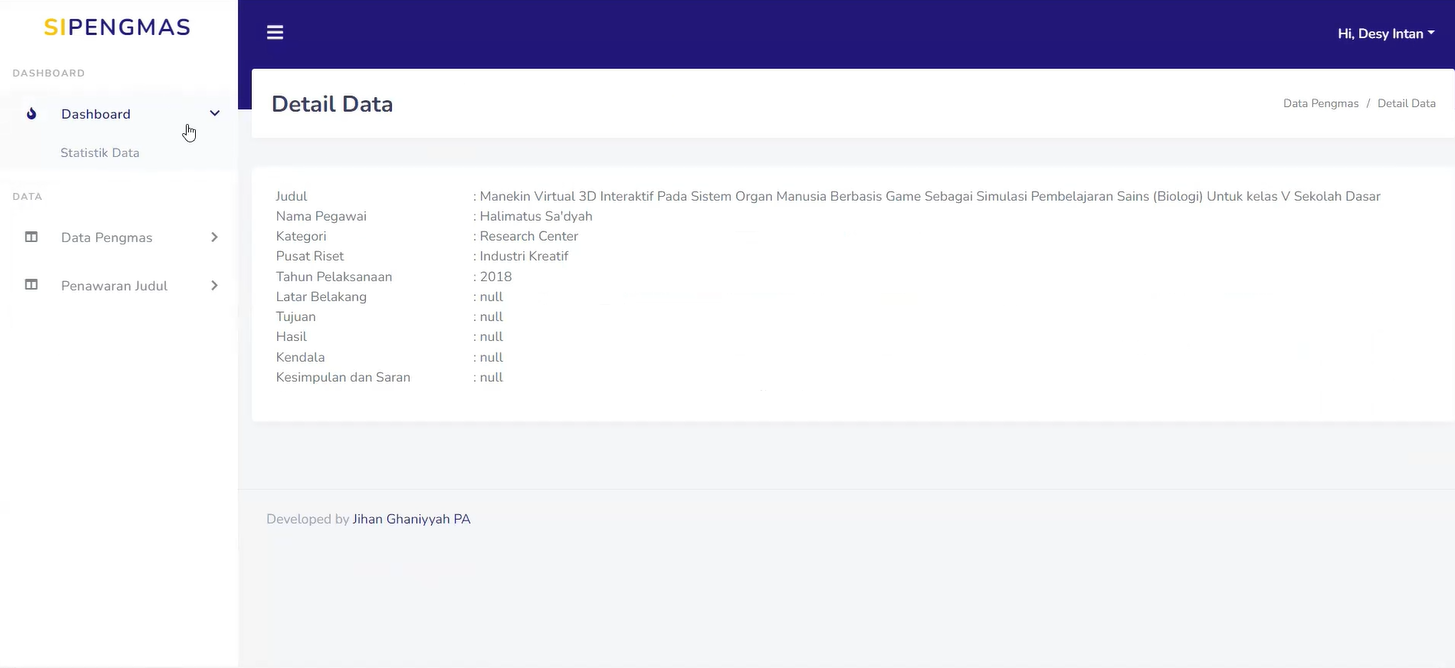 SIPENGMAS
Hi, Desy Intan
DASHBOARD
Dashboard
Statistik Data
DATA
Data Pengmas
Penawaran Judul
Detail Data
Data Pengmas / Detail Data
Judul : Manekin Virtual 3D Interaktif Pada Sistem Organ Manusia Berbasis Game Sebagai Simulasi Pembelajaran Sains (Biologi) Untuk kelas V Sekolah Dasar
Nama Pegawai : Halimatus Sa'dyah
Kategori : Research Center
Pusat Riset : Industri Kreatif
Tahun Pelaksanaan : 2018
Latar Belakang : null
Tujuan : null
Hasil : null
Kendala : null
Kesimpulan dan Saran : null
Developed by Jihan Ghaniyyah PA